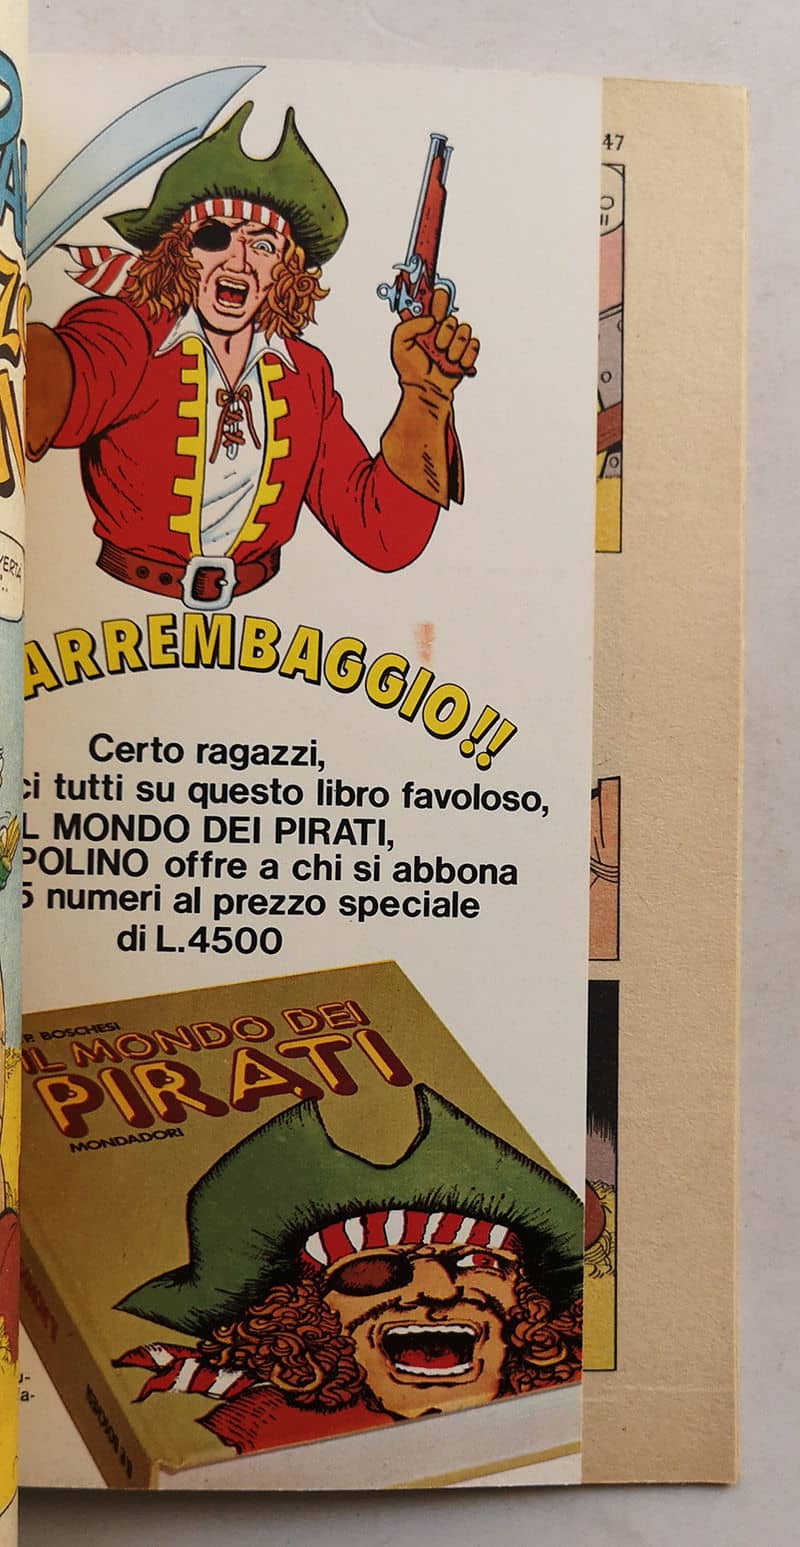 47
VERTA
ARREMBAGGIO!!
Certo ragazzi,
ci tutti su questo libro favoloso,
L MONDO DEI PIRATI,
POLINO offre a chi si abbona
5 numeri al prezzo speciale
di L.4500
P. BOSCHESI
IL MONDO DEI
PIRATI
MONDADORI